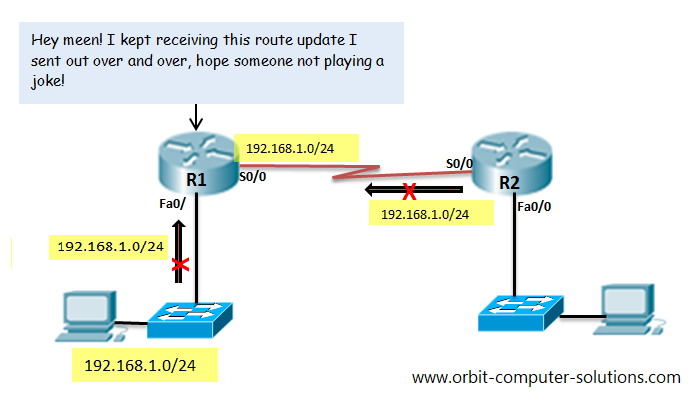 Hey meen! I kept receiving this route update I
sent out over and over, hope someone not playing a
joke!
192.168.1.0/24
R1
S0/0
S0/0
R2
Fa0/
Fa0/0
192.168.1.0/24
192.168.1.0/24
192.168.1.0/24
www.orbit-computer-solutions.com